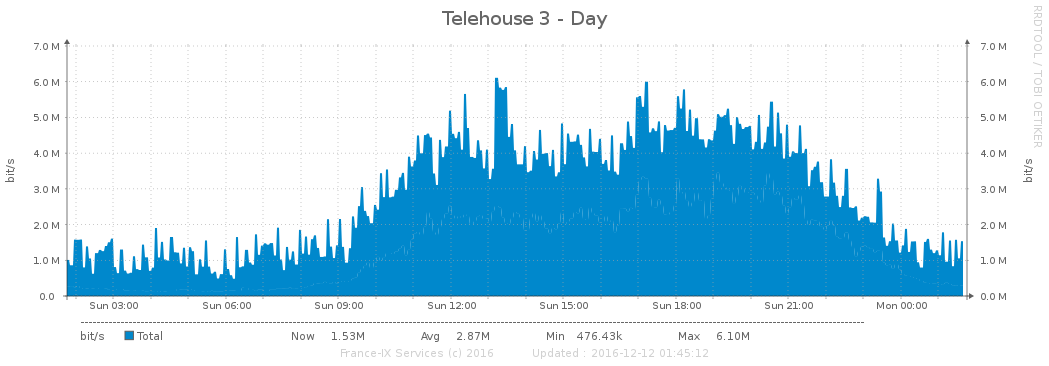 Telehouse 3 - Day
RRDTOOL / TOBI OETIKER
7.0 M 7.0 M
6.0 M 6.0 M
5.0 M 5.0 M
4.0 M 4.0 M
3.0 M 3.0 M
2.0 M 2.0 M
1.0 M 1.0 M
0.0 0.0 M
bit/s bit/s
Sun 03:00 Sun 06:00 Sun 09:00 Sun 12:00 Sun 15:00 Sun 18:00 Sun 21:00 Mon 00:00
bit/s Total Now 1.53M Avg 2.87M Min 476.43k Max 6.10M
France-IX Services (c) 2016 Updated : 2016-12-12 01:45:12